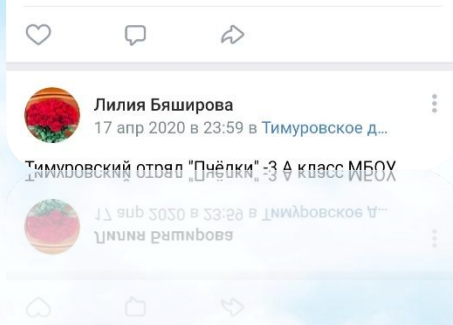 Лилия Бяширова
17 апр 2020 в 23:59 в Тимуровское д...
Тимуровский отряд "Пчёлки" -3 А класс МБОУ